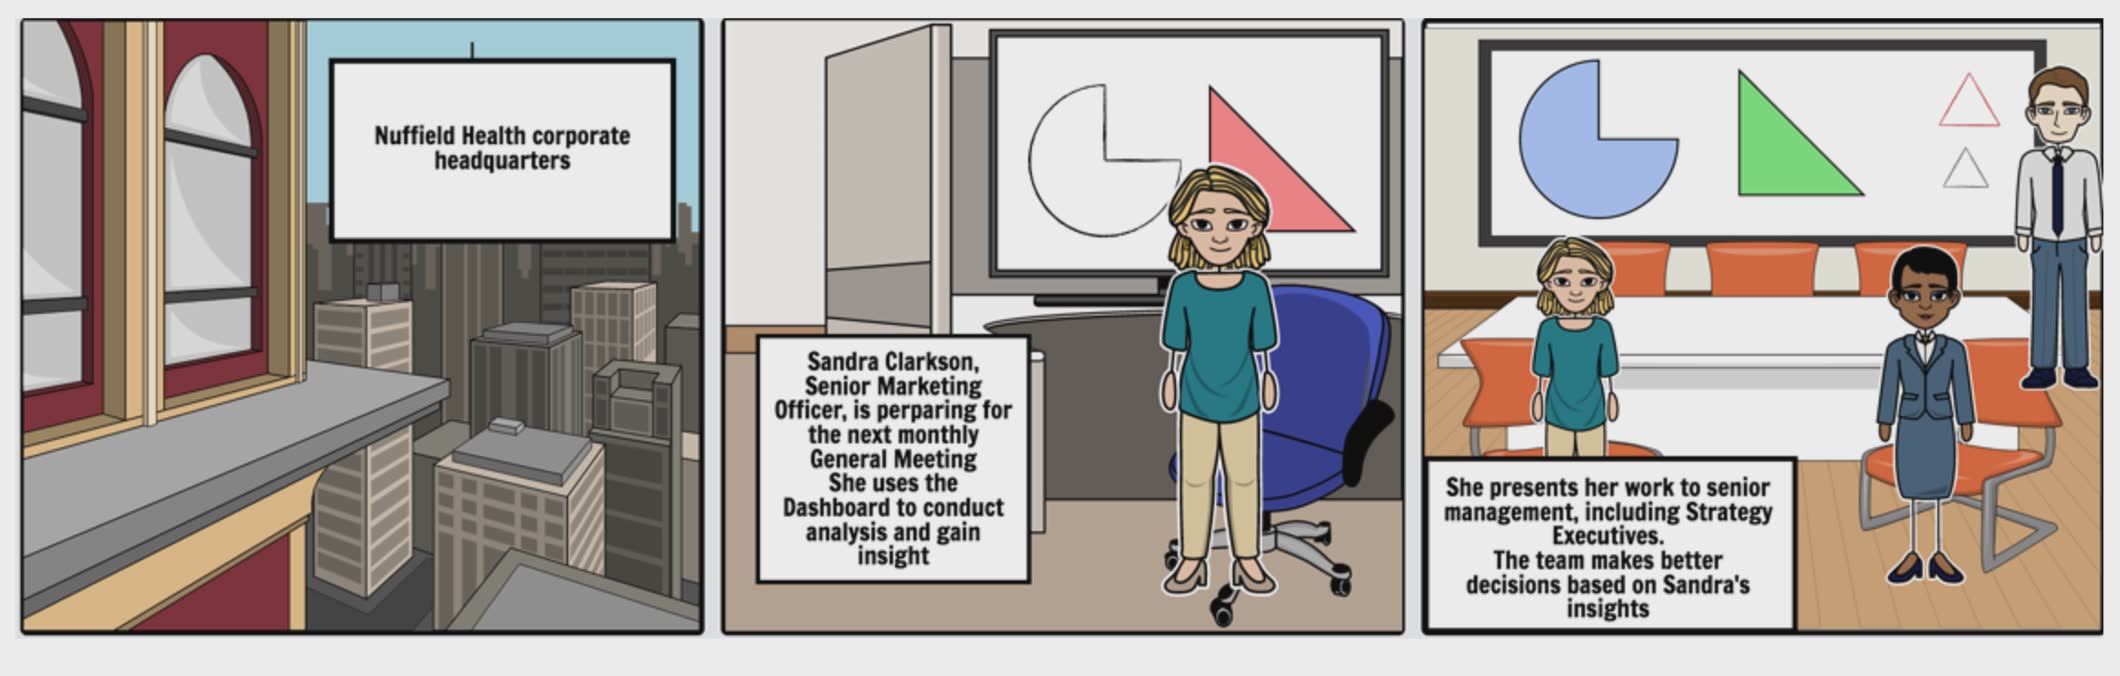 Nuffield Health corporate
headquarters
Sandra Clarkson,
Senior Marketing
Officer, is perparing for
the next monthly
General Meeting
She uses the
Dashboard to conduct
analysis and gain
insight
She presents her work to senior
management, including Strategy
Executives.
The team makes better
decisions based on Sandra's
insights